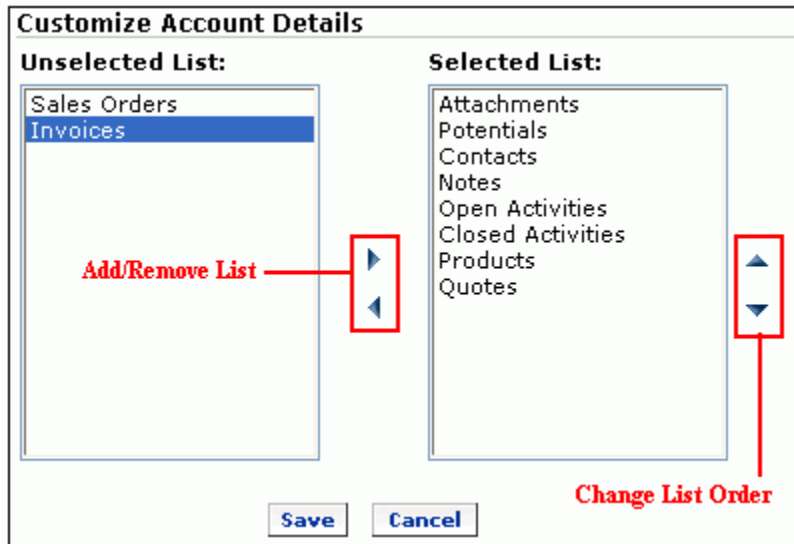 Customize Account Details
Unselected List:
Selected List:
Sales Orders
Invoices
Attachments
Potentials
Contacts
Notes
Open Activities
Closed Activities
Products
Quotes
Add/Remove List
Change List Order
Save
Cancel